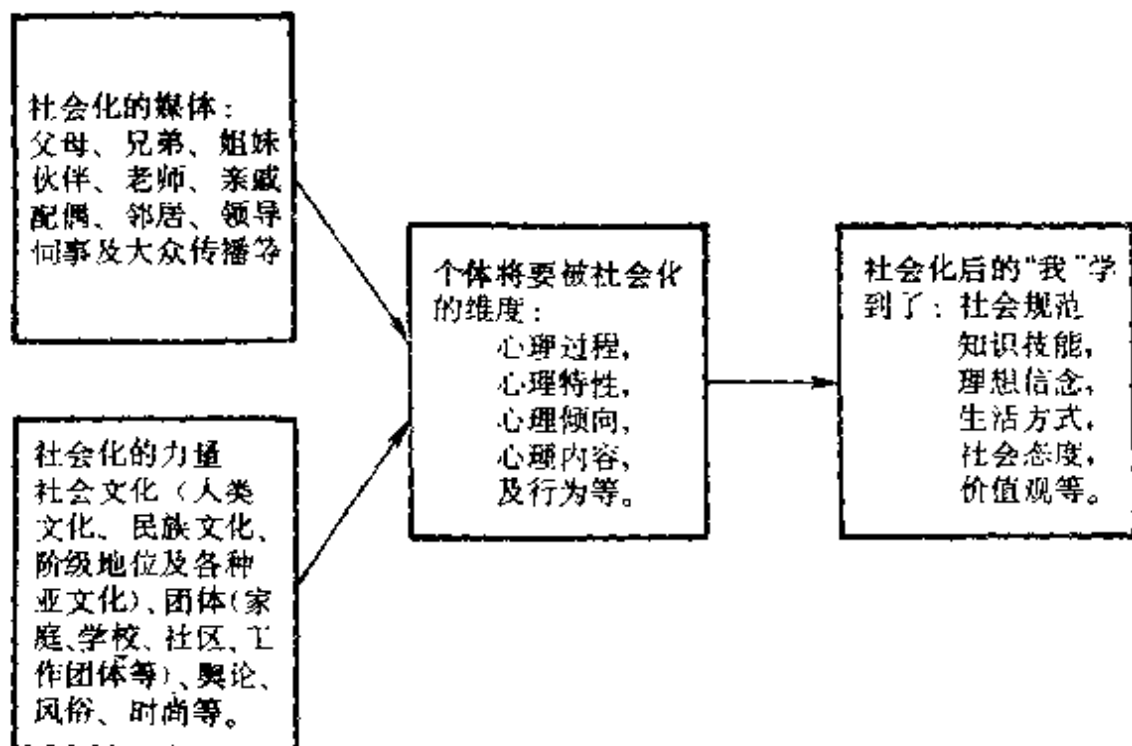 社会化的媒体：
父母、兄弟、姐妹
伙伴、老师、亲戚
配偶、邻居、领导
同事及大众传播等
社会化的力量
社会文化（人类
文化、民族文化、
阶级地位及各种
亚文化）、团体（家
庭、学校、社区、工
作团体等）、舆论、
风俗、时尚等。
个体将要被社会化
的维度：
心理过程，
心理特性，
心理倾向，
心理内容，
及行为等。
社会化后的“我”学
到了：社会规范
知识技能，
理想信念，
生活方式，
社会态度，
价值观等。